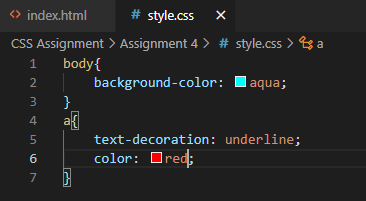 index.html # style.css ×
CSS Assignment > Assignment 4 > # style.css > a
1 body{
2 background-color: aqua;
3 }
4 a{
5 text-decoration: underline;
6 color: red;
7 }